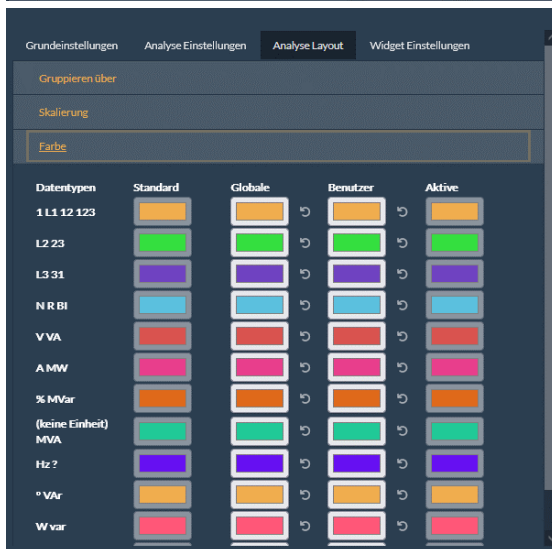 Grundeinstellungen Analyse Einstellungen Analyse Layout Widget Einstellungen
Gruppieren über
Skalierung
Farbe
Datentypen Standard Globale Benutzer Aktive
1 L1 12 123
L2 23
L3 31
N R BI
V VA
A MW
% MVar
(keine Einheit)
MVA
Hz ?
° VAr
W var